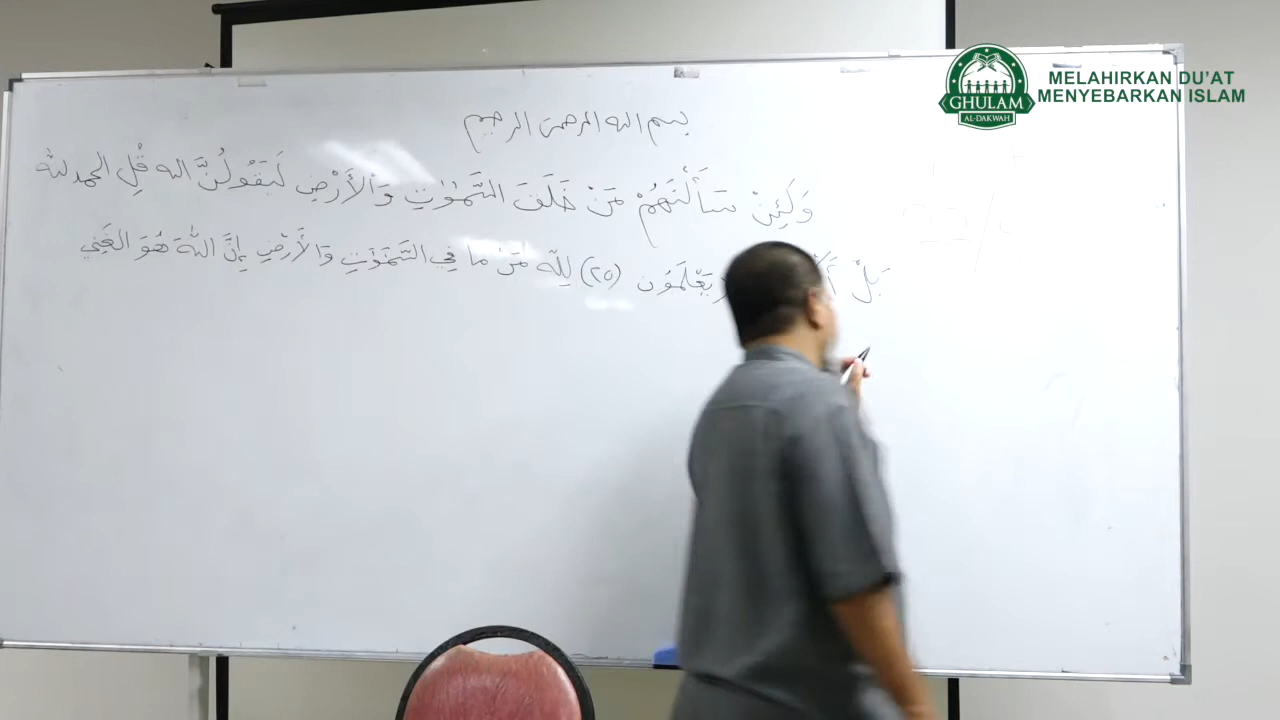 بسم الله الرحمن الرحيم
وَلَئِنْ سَأَلْتَهُمْ مَنْ خَلَقَ السَّمٰوٰتِ وَالْأَرْضِ لَيَقُولُنَّ الله قُلِ الحمد لله
بَلْ يَعْلَمُون (٢٥) لِلّٰهِ مَا فِي السَّمَوٰتِ وَالأَرْضِ إِنَّ اللّٰهَ هُوَ الغَنِي
GHULAM
AL-DAKWAH
MELAHIRKAN DU'AT
MENYEBARKAN ISLAM